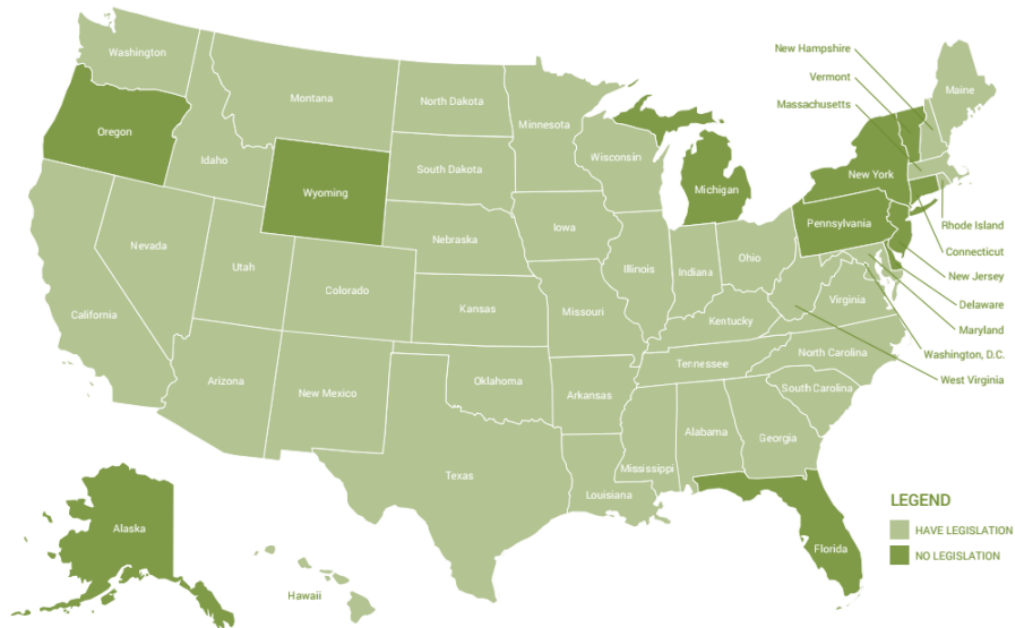 Washington
Oregon
Montana
Idaho
Wyoming
North Dakota
South Dakota
Minnesota
Wisconsin
Michigan
New Hampshire
Vermont
Massachusetts
Maine
New York
Pennsylvania
Rhode Island
Connecticut
New Jersey
Delaware
Maryland
Washington, D.C.
West Virginia
Nevada
Utah
California
Colorado
Nebraska
Kansas
Iowa
Illinois
Indiana
Ohio
Missouri
Kentucky
Virginia
Tennessee
North Carolina
South Carolina
Arizona
New Mexico
Oklahoma
Arkansas
Texas
Louisiana
Mississippi
Alabama
Georgia
Florida
Alaska
Hawaii
LEGEND
HAVE LEGISLATION
NO LEGISLATION